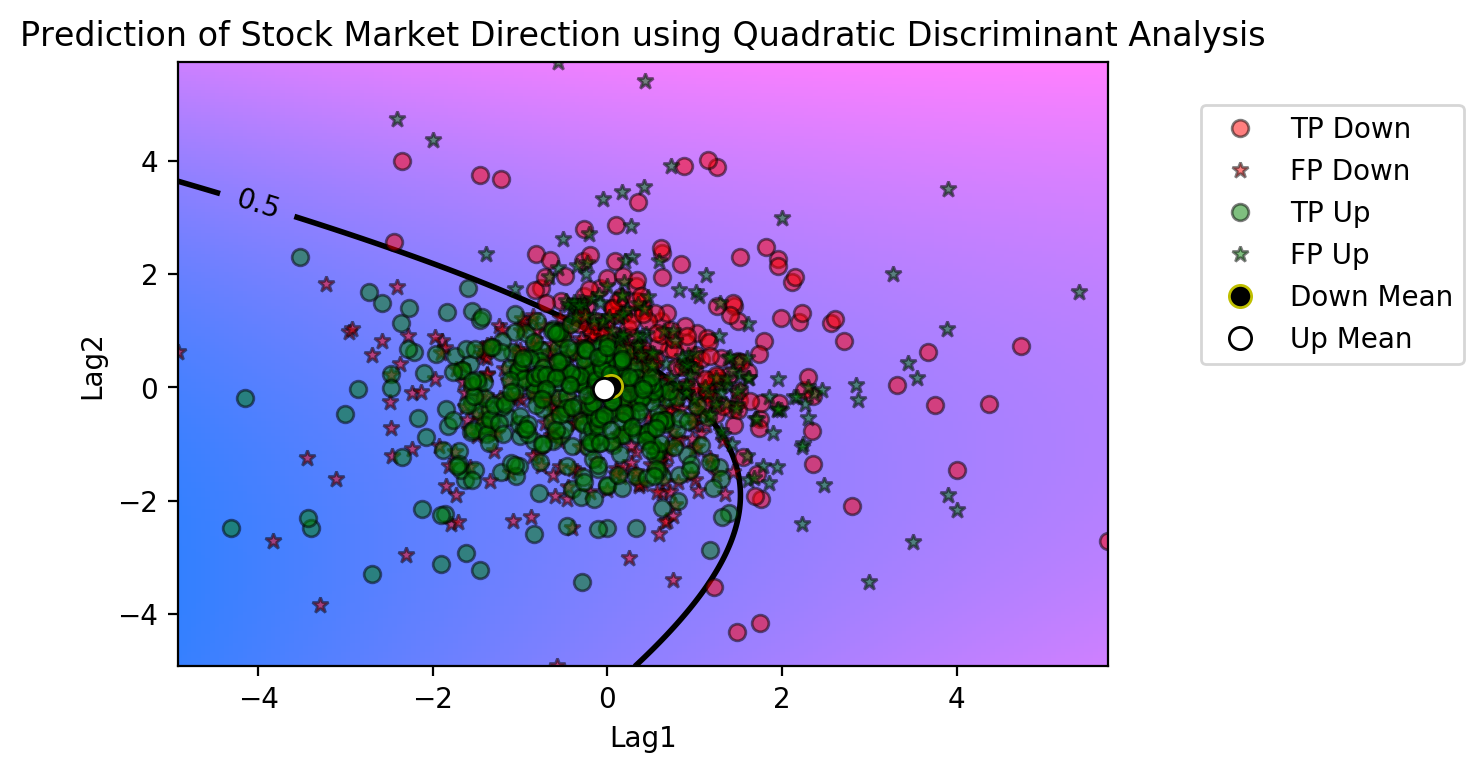 Prediction of Stock Market Direction using Quadratic Discriminant Analysis
TP Down
FP Down
TP Up
FP Up
Down Mean
Up Mean
0.5
4
2
0
−2
−4
Lag2
−4
−2
0
2
4
Lag1